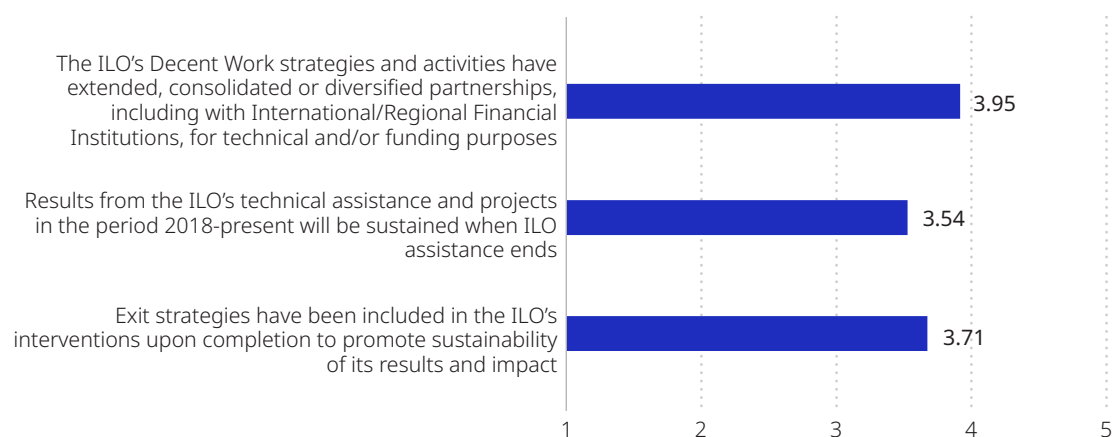 The ILO’s Decent Work strategies and activities have
extended, consolidated or diversified partnerships,
including with International/Regional Financial
Institutions, for technical and/or funding purposes
3.95
Results from the ILO’s technical assistance and projects
in the period 2018-present will be sustained when ILO
assistance ends
3.54
Exit strategies have been included in the ILO’s
interventions upon completion to promote sustainability
of its results and impact
3.71
1 2 3 4 5